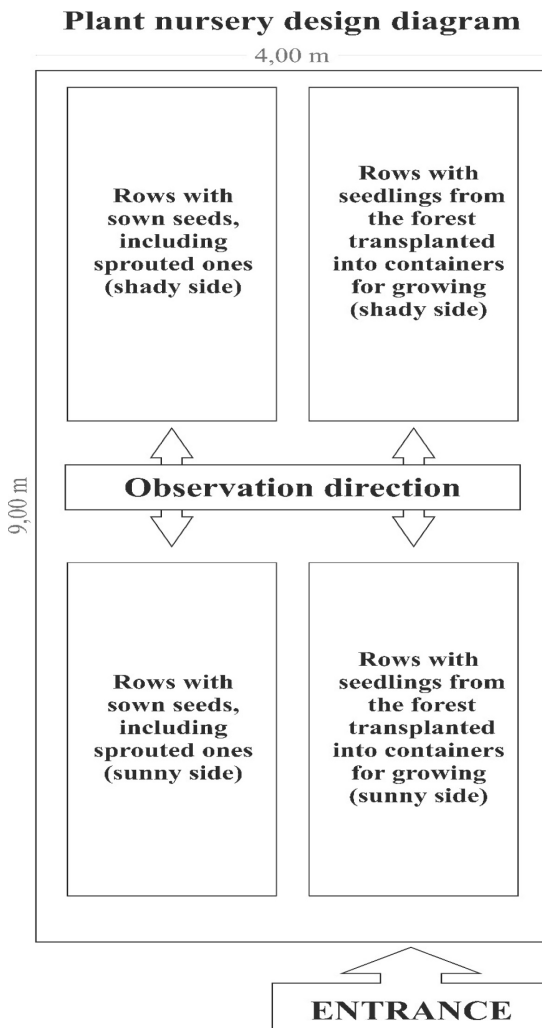 Plant nursery design diagram
4,00 m
Rows with
sown seeds,
including
sprouted ones
(shady side)
Rows with
seedlings from
the forest
transplanted
into containers
for growing
(shady side)
Observation direction
9,00 m
Rows with
sown seeds,
including
sprouted ones
(sunny side)
Rows with
seedlings from
the forest
transplanted
into containers
for growing
(sunny side)
ENTRANCE